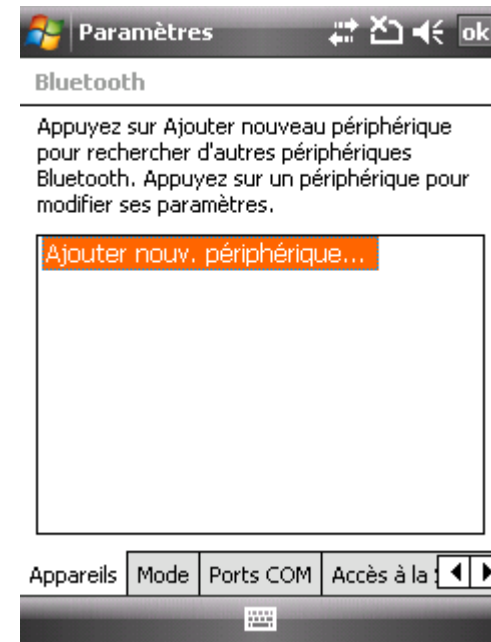 Paramètres ok
Bluetooth
Appuyez sur Ajouter nouveau périphérique
pour rechercher d'autres périphériques
Bluetooth. Appuyez sur un périphérique pour
modifier ses paramètres.
Ajouter nouv. périphérique...
Appareils Mode Ports COM Accès à la